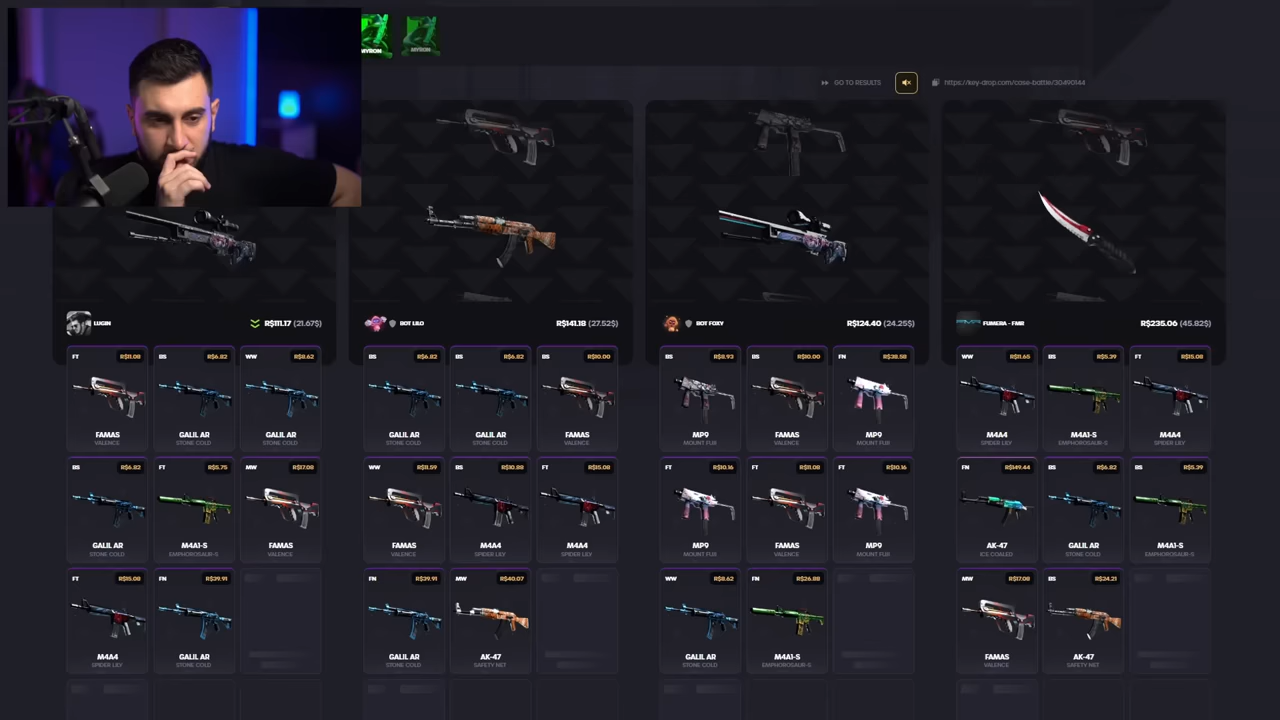 MYRON
MYRON
GO TO RESULTS
https://key-drop.com/case-battle/30490144
LUGIN
R$111.17 (21.67$)
BOT LILO
R$141.18 (27.52$)
BOT FOXY
R$124.40 (24.25$)
FUMERIA - FMR
R$235.06 (45.82$)
FT R$11.08
BS R$6.82
WW R$8.62
BS R$6.82
BS R$6.82
BS R$10.00
BS R$8.93
BS R$10.00
FN R$38.58
WW R$11.65
BS R$5.39
FT R$15.08
FAMAS
VALENCE
GALIL AR
STONE COLD
GALIL AR
STONE COLD
GALIL AR
STONE COLD
GALIL AR
STONE COLD
FAMAS
VALENCE
MP9
MOUNT FUJI
FAMAS
VALENCE
MP9
MOUNT FUJI
M4A4
SPIDER LILY
M4A1-S
EMPHOROSAUR-S
M4A4
SPIDER LILY
BS R$6.82
FT R$5.75
MW R$17.08
WW R$11.59
BS R$10.88
FT R$15.08
FT R$10.16
FT R$11.08
FT R$10.16
FN R$149.44
BS R$6.82
BS R$5.39
GALIL AR
STONE COLD
M4A1-S
EMPHOROSAUR-S
FAMAS
VALENCE
FAMAS
VALENCE
M4A4
SPIDER LILY
M4A4
SPIDER LILY
MP9
MOUNT FUJI
FAMAS
VALENCE
MP9
MOUNT FUJI
AK-47
ICE COALED
GALIL AR
STONE COLD
M4A1-S
EMPHOROSAUR-S
FT R$15.08
FN R$39.91
FN R$39.91
MW R$40.07
WW R$8.62
FN R$26.88
MW R$17.08
BS R$24.21
M4A4
SPIDER LILY
GALIL AR
STONE COLD
GALIL AR
STONE COLD
AK-47
SAFETY NET
GALIL AR
STONE COLD
M4A1-S
EMPHOROSAUR-S
FAMAS
VALENCE
AK-47
SAFETY NET